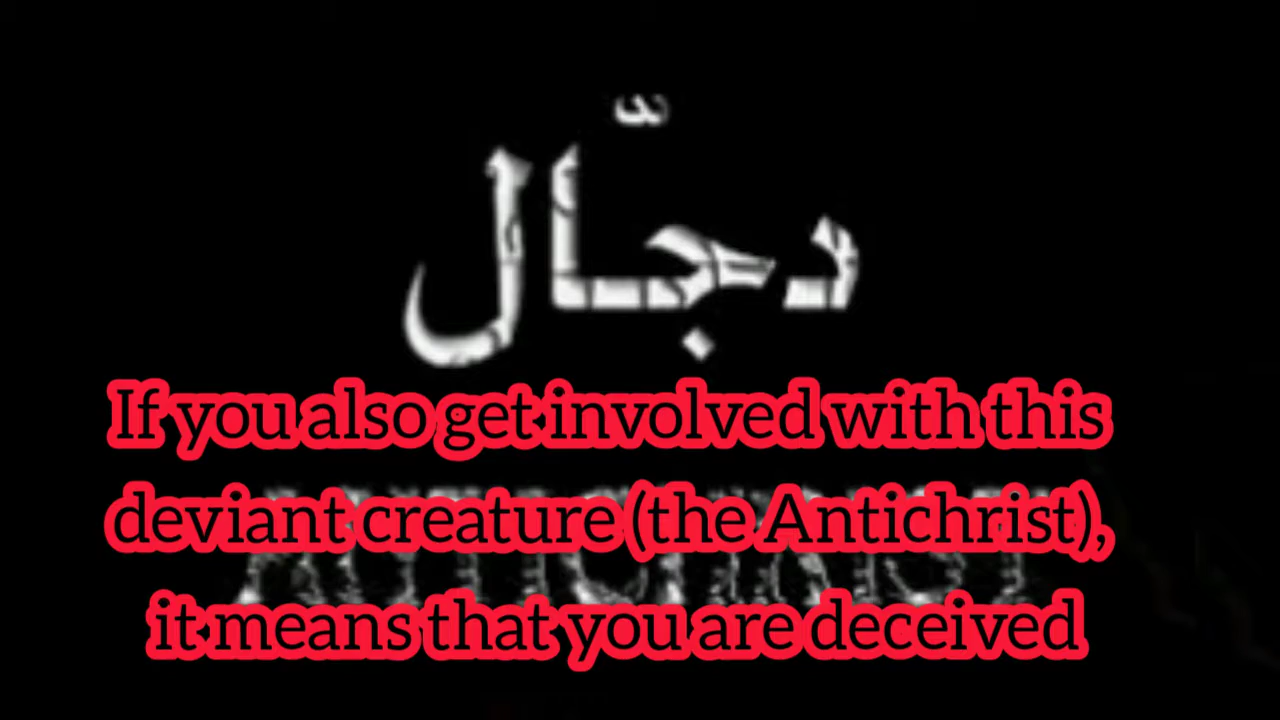 دجّال
If you also get involved with this
deviant creature (the Antichrist),
it means that you are deceived